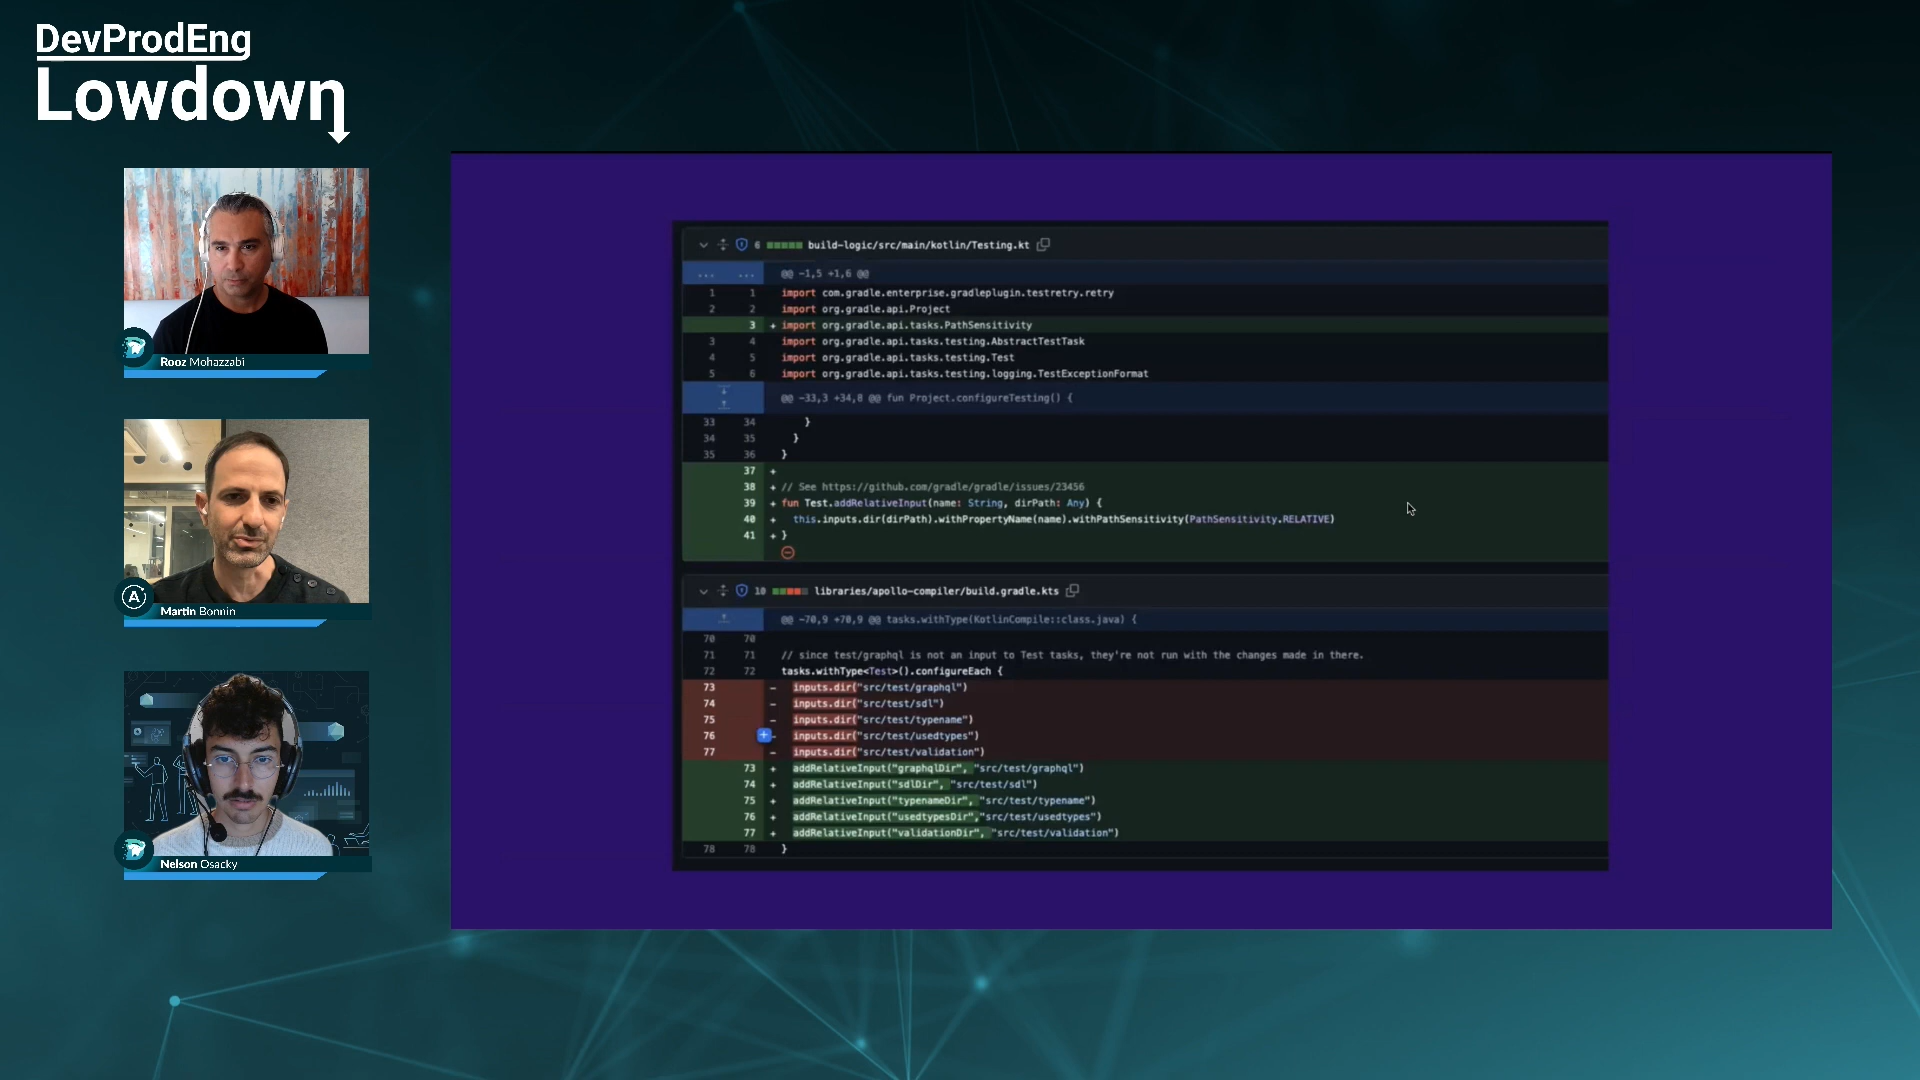 DevProdEng
Lowdown
Rooz Mohazzabi
Martin Bonnin
Nelson Osacky
6 build-logic/src/main/kotlin/Testing.kt
... ... @@ -1,5 +1,6 @@
1 1 import com.gradle.enterprise.gradleplugin.testretry.retry
2 2 import org.gradle.api.Project
3 + import org.gradle.api.tasks.PathSensitivity
3 4 import org.gradle.api.tasks.testing.AbstractTestTask
4 5 import org.gradle.api.tasks.testing.Test
5 6 import org.gradle.api.tasks.testing.logging.TestExceptionFormat
@@ -33,3 +34,8 @@ fun Project.configureTesting() {
33 34 }
34 35 }
35 36 }
37 +
38 + // See https://github.com/gradle/gradle/issues/23456
39 + fun Test.addRelativeInput(name: String, dirPath: Any) {
40 + this.inputs.dir(dirPath).withPropertyName(name).withPathSensitivity(PathSensitivity.RELATIVE)
41 + }
10 libraries/apollo-compiler/build.gradle.kts
@@ -70,9 +70,9 @@ tasks.withType(KotlinCompile::class.java) {
70 70
71 71 // since test/graphql is not an input to Test tasks, they're not run with the changes made in there.
72 72 tasks.withType<Test>().configureEach {
73 - inputs.dir("src/test/graphql")
74 - inputs.dir("src/test/sdl")
75 - inputs.dir("src/test/typename")
76 - inputs.dir("src/test/usedtypes")
77 - inputs.dir("src/test/validation")
73 + addRelativeInput("graphqlDir", "src/test/graphql")
74 + addRelativeInput("sdlDir", "src/test/sdl")
75 + addRelativeInput("typenameDir", "src/test/typename")
76 + addRelativeInput("usedtypesDir","src/test/usedtypes")
77 + addRelativeInput("validationDir", "src/test/validation")
78 78 }